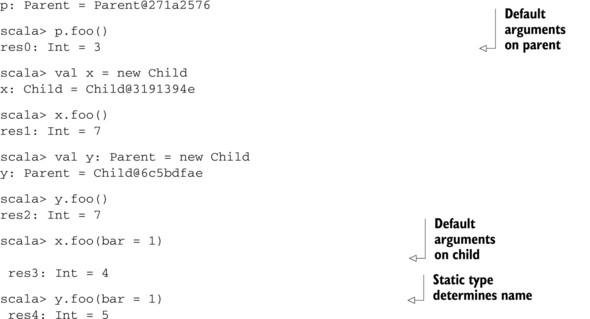 p: Parent = Parent@271a2576
scala> p.foo()
res0: Int = 3
Default
arguments
on parent
scala> val x = new Child
x: Child = Child@3191394e
scala> x.foo()
res1: Int = 7
scala> val y: Parent = new Child
y: Parent = Child@6c5bdfae
scala> y.foo()
res2: Int = 7
scala> x.foo(bar = 1)
Default
arguments
on child
res3: Int = 4
scala> y.foo(bar = 1)
Static type
determines name
res4: Int = 5